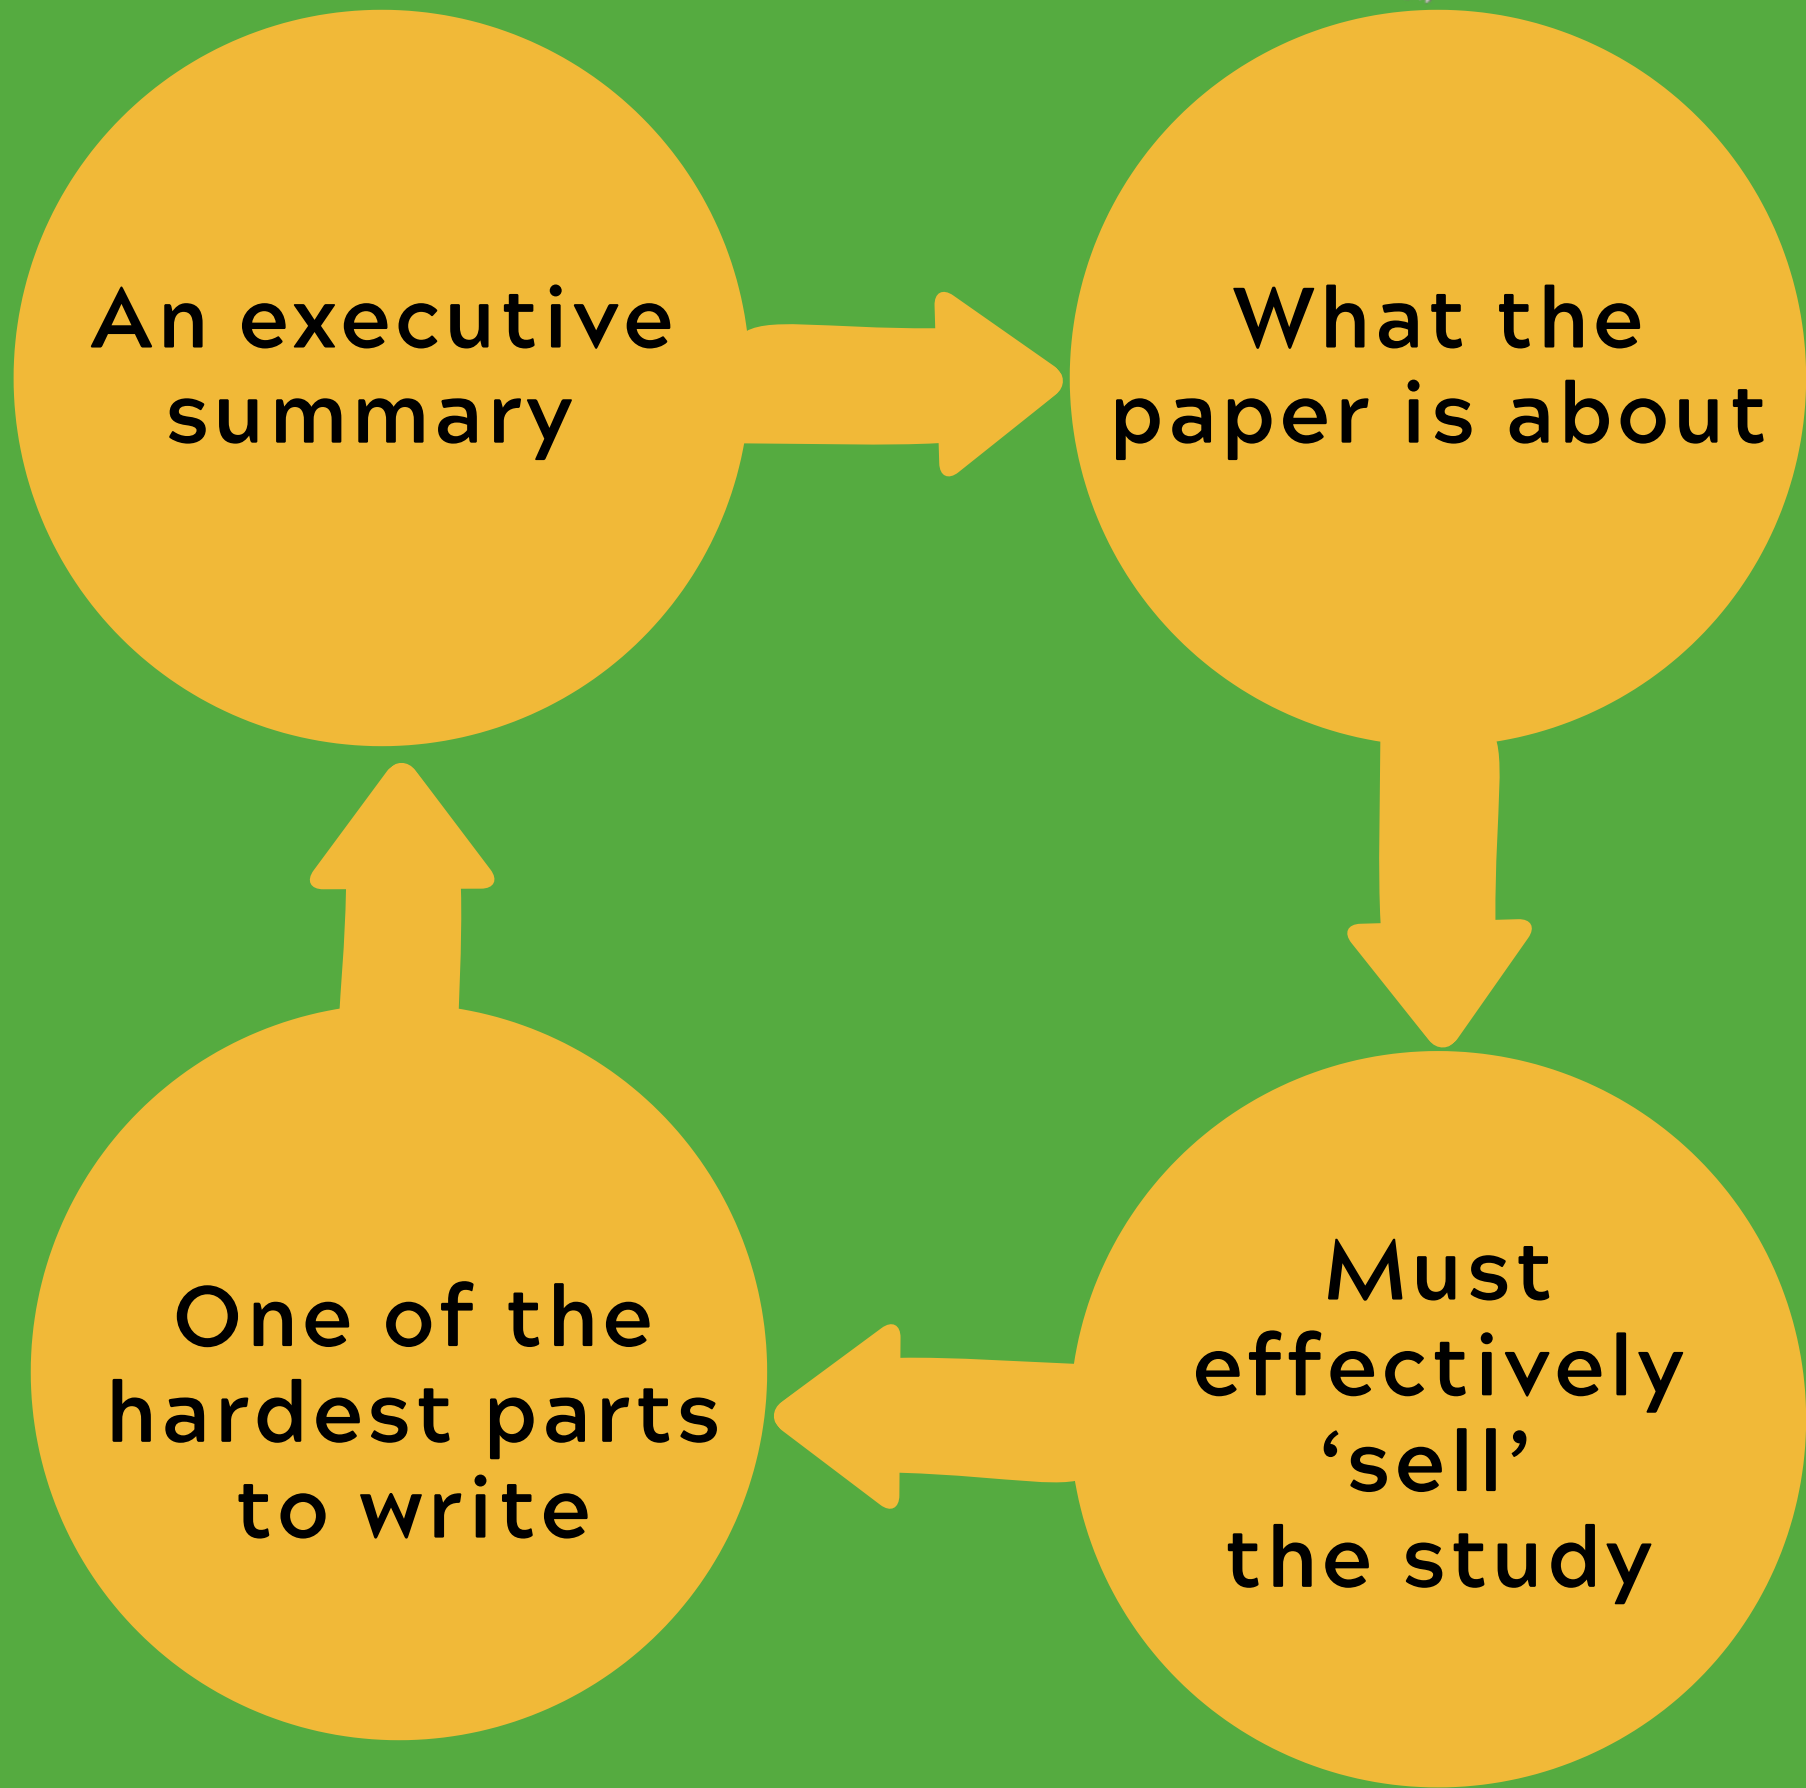 An executive
summary
What the
paper is about
Must
effectively
‘sell’
the study
One of the
hardest parts
to write